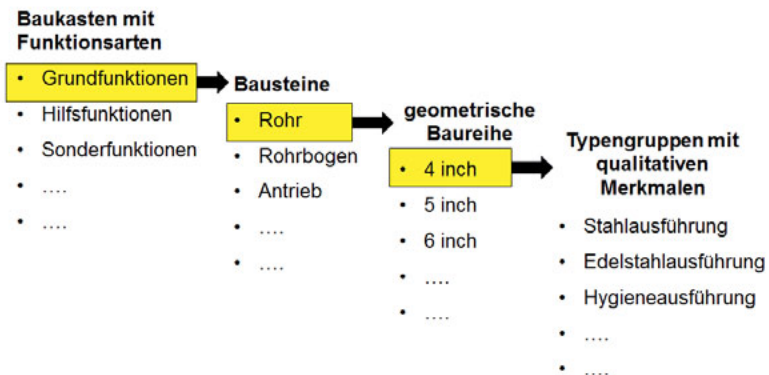 Baukasten mit
Funktionsarten
• Grundfunktionen
• Hilfsfunktionen
• Sonderfunktionen
• ....
• ....
Bausteine
• Rohr
• Rohrbogen
• Antrieb
• ....
• ....
geometrische
Baureihe
• 4 inch
• 5 inch
• 6 inch
• ....
• ....
Typengruppen mit
qualitativen
Merkmalen
• Stahlausführung
• Edelstahlausführung
• Hygieneausführung
• ....
• ....